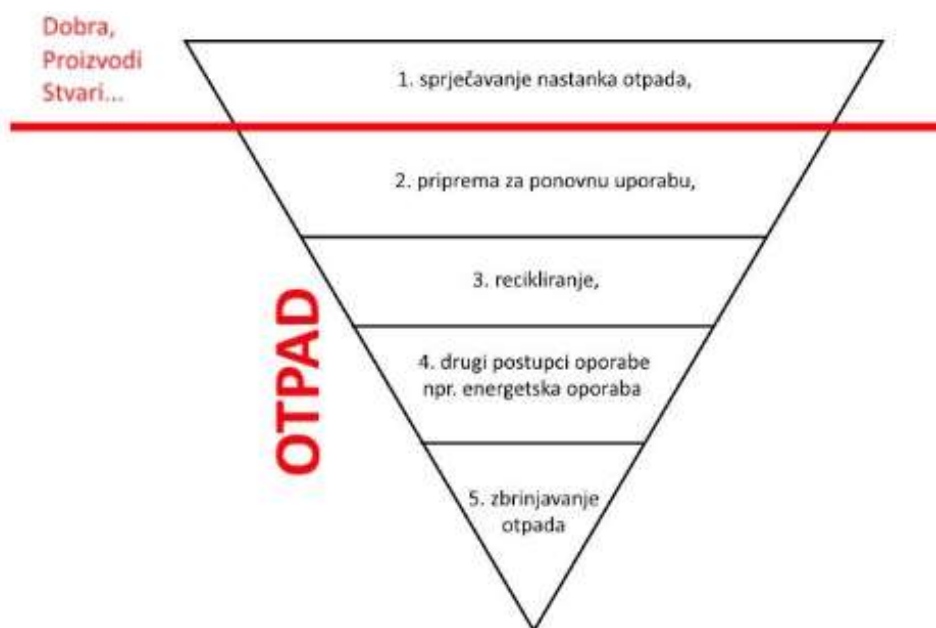 Dobra,
Proizvodi
Stvari...
1. sprječavanje nastanka otpada,
2. priprema za ponovnu uporabu,
3. recikliranje,
4. drugi postupci oporabe
npr. energetska oporaba
5. zbrinjavanje
otpada
OTPAD